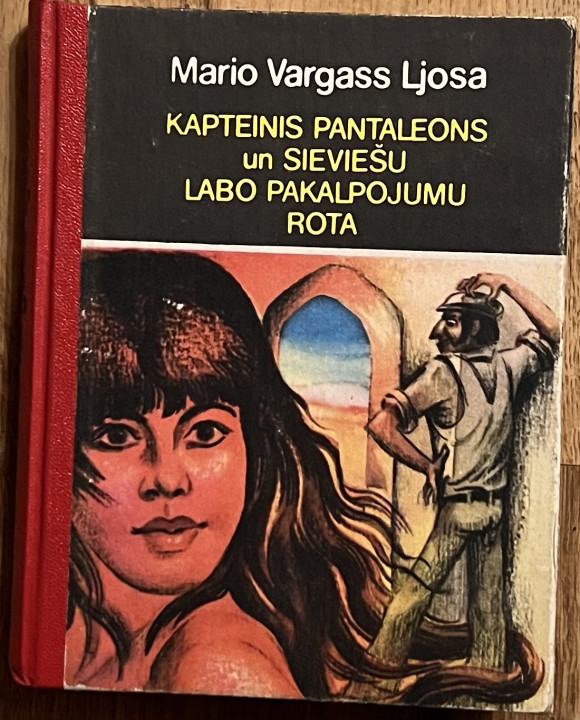 Mario Vargass Ljosa
KAPTEINIS PANTALEONS
un SIEVIEŠU
LABO PAKALPOJUMU
ROTA